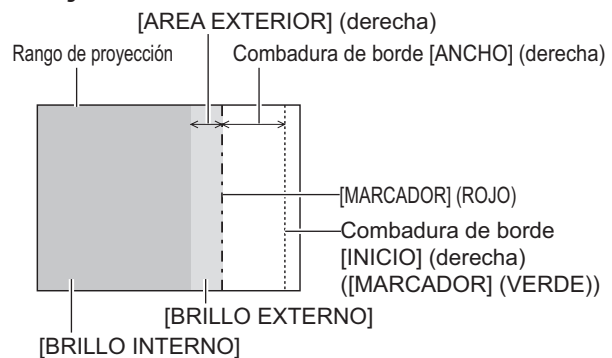 [AREA EXTERIOR] (derecha)
Rango de proyección
Combadura de borde [ANCHO] (derecha)
[MARCADOR] (ROJO)
Combadura de borde
[INICIO] (derecha)
([MARCADOR] (VERDE))
[BRILLO EXTERNO]
[BRILLO INTERNO]